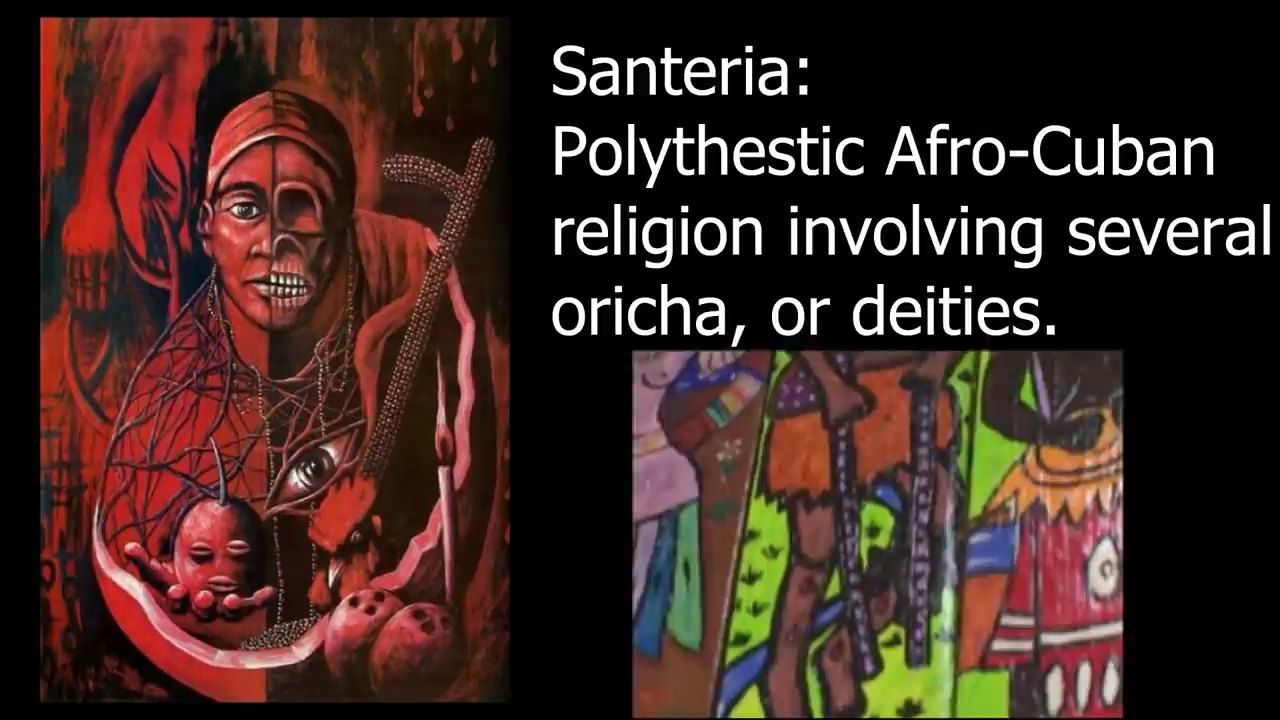 Santeria:
Polythestic Afro-Cuban
religion involving several
oricha, or deities.